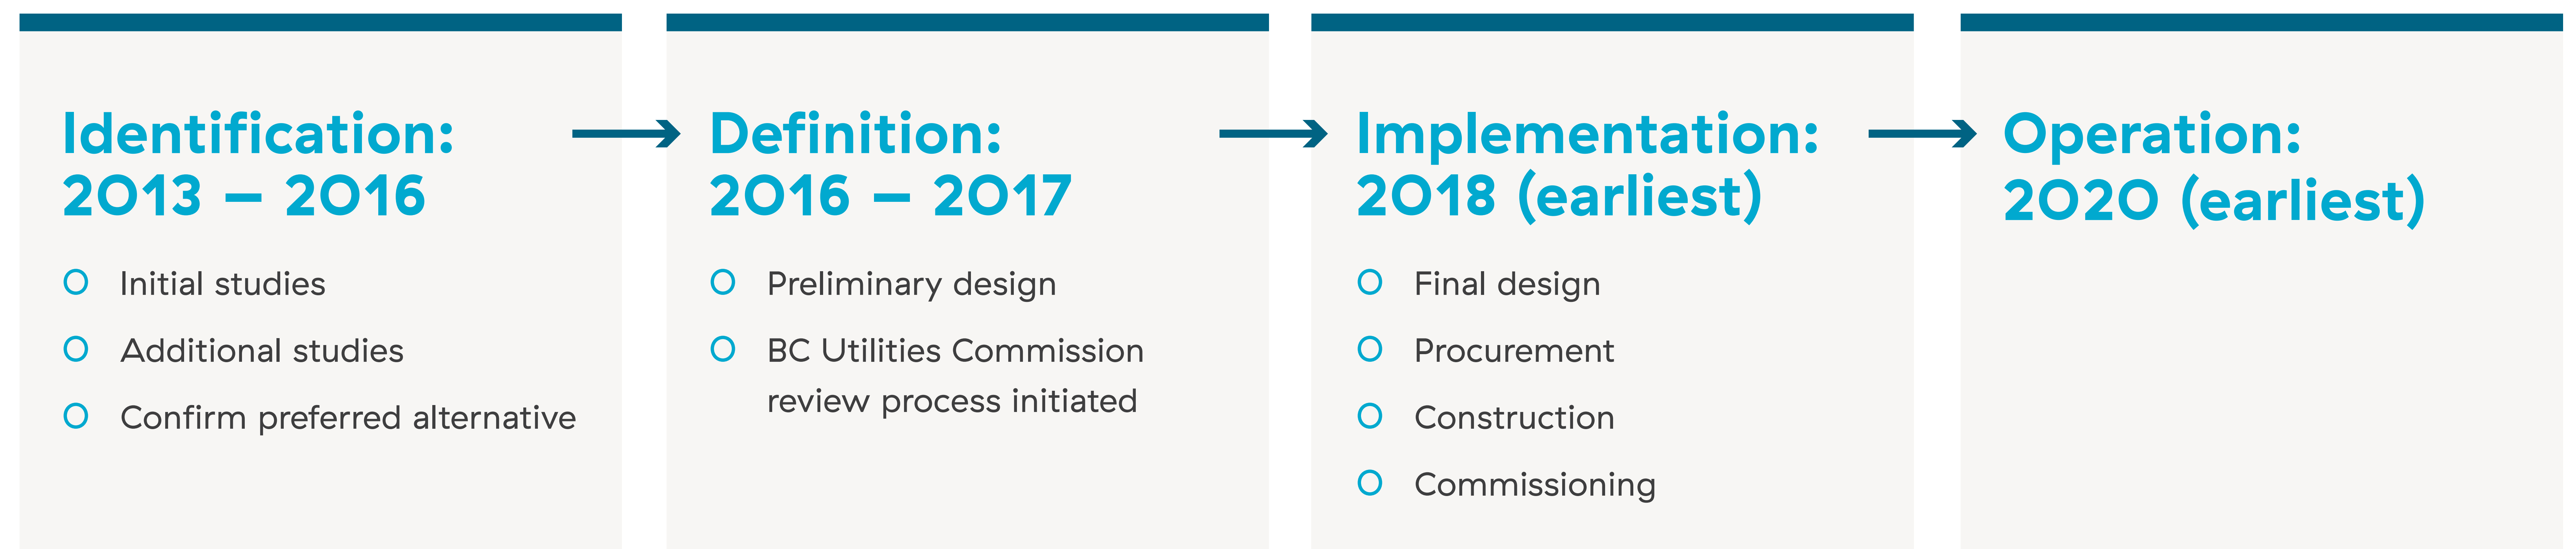 Identification:
2013 – 2016
Initial studies
Additional studies
Confirm preferred alternative
Definition:
2016 – 2017
Preliminary design
BC Utilities Commission
review process initiated
Implementation:
2018 (earliest)
Final design
Procurement
Construction
Commissioning
Operation:
2020 (earliest)